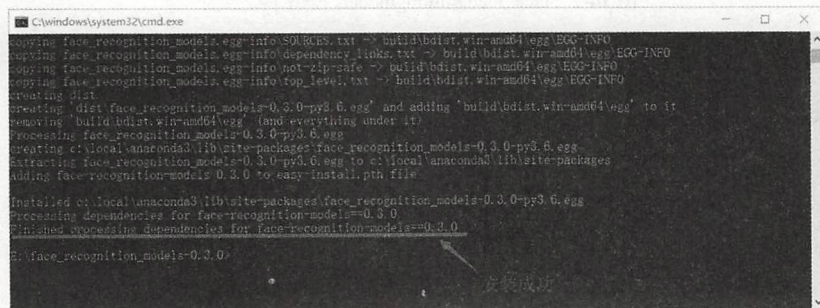 C:\windows\system32\cmd.exe
copying face_recognition_models.egg-info\SOURCES.txt -> build\bdist.win-amd64\egg\EGG-INFO
copying face_recognition_models.egg-info\dependency_links.txt -> build\bdist.win-amd64\egg\EGG-INFO
copying face_recognition_models.egg-info\not-zip-safe -> build\bdist.win-amd64\egg\EGG-INFO
copying face_recognition_models.egg-info\top_level.txt -> build\bdist.win-amd64\egg\EGG-INFO
creating dist
creating 'dist\face_recognition_models-0.3.0-py3.6.egg' and adding 'build\bdist.win-amd64\egg' to it
removing 'build\bdist.win-amd64\egg' (and everything under it)
Processing face_recognition_models-0.3.0-py3.6.egg
creating c:\local\anaconda3\lib\site-packages\face_recognition_models-0.3.0-py3.6.egg
Extracting face_recognition_models-0.3.0-py3.6.egg to c:\local\anaconda3\lib\site-packages
Adding face-recognition-models 0.3.0 to easy-install.pth file
Installed c:\local\anaconda3\lib\site-packages\face_recognition_models-0.3.0-py3.6.egg
Processing dependencies for face-recognition-models==0.3.0
Finished processing dependencies for face-recognition-models==0.3.0
E:\face_recognition_models-0.3.0>
安装成功